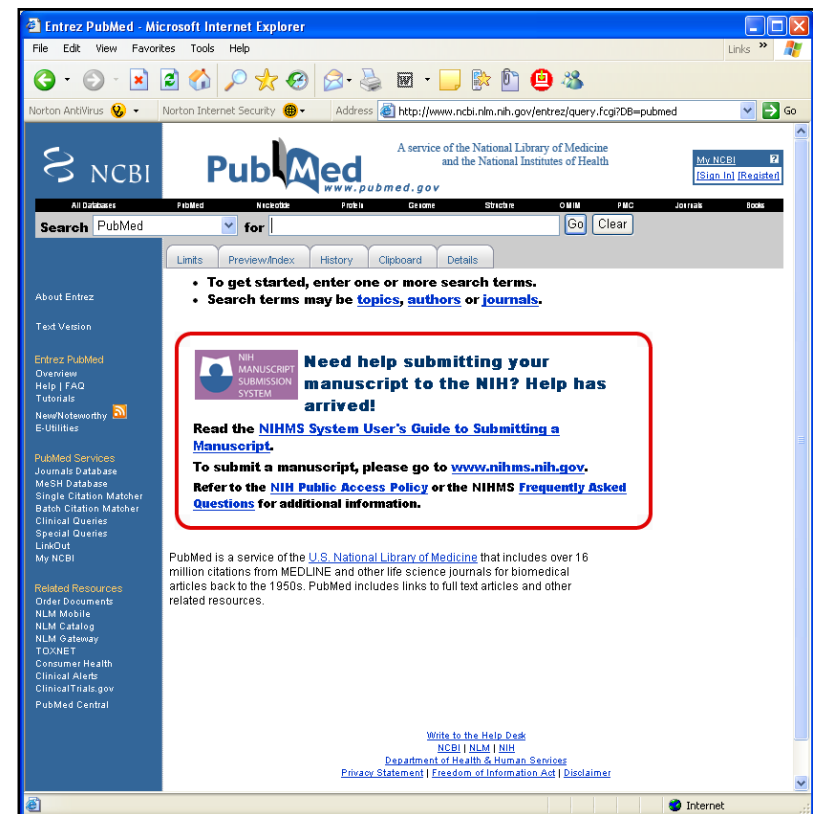 Entrez PubMed - Microsoft Internet Explorer
File Edit View Favorites Tools Help
Links »
Norton AntiVirus Norton Internet Security Address http://www.ncbi.nlm.nih.gov/entrez/query.fcgi?DB=pubmed Go
NCBI
PubMed
www.pubmed.gov
A service of the National Library of Medicine
and the National Institutes of Health
My NCBI ?
[Sign In] [Register]
All Databases PubMed Nucleotide Protein Genome Structure OMIM PMC Journals Books
Search PubMed for Go Clear
Limits Preview/Index History Clipboard Details
About Entrez
Text Version
Entrez PubMed
Overview
Help | FAQ
Tutorials
New/Noteworthy
E-Utilities
PubMed Services
Journals Database
MeSH Database
Single Citation Matcher
Batch Citation Matcher
Clinical Queries
Special Queries
LinkOut
My NCBI
Related Resources
Order Documents
NLM Mobile
NLM Catalog
NLM Gateway
TOXNET
Consumer Health
Clinical Alerts
ClinicalTrials.gov
PubMed Central
• To get started, enter one or more search terms.
• Search terms may be topics, authors or journals.
NIH
MANUSCRIPT
SUBMISSION
SYSTEM
Need help submitting your
manuscript to the NIH? Help has
arrived!
Read the NIHMS System User's Guide to Submitting a
Manuscript.
To submit a manuscript, please go to www.nihms.nih.gov.
Refer to the NIH Public Access Policy or the NIHMS Frequently Asked
Questions for additional information.
PubMed is a service of the U.S. National Library of Medicine that includes over 16
million citations from MEDLINE and other life science journals for biomedical
articles back to the 1950s. PubMed includes links to full text articles and other
related resources.
Write to the Help Desk
NCBI | NLM | NIH
Department of Health & Human Services
Privacy Statement | Freedom of Information Act | Disclaimer
Internet